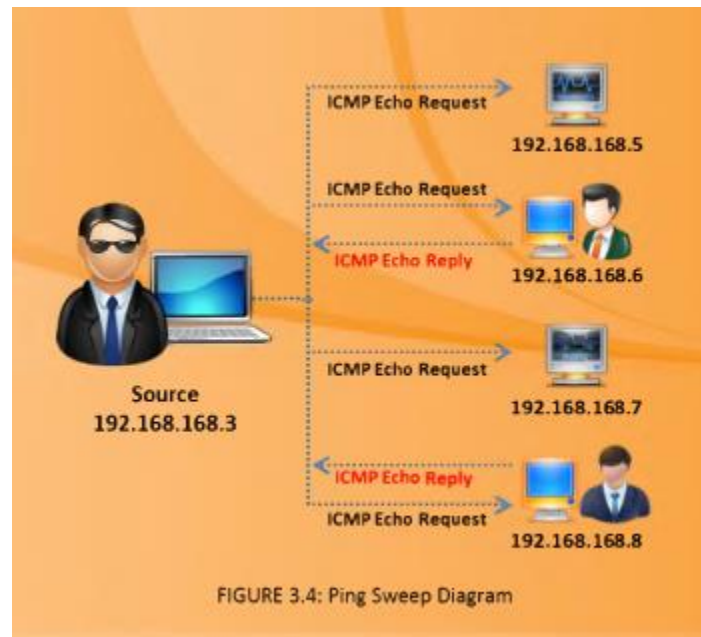 ICMP Echo Request
192.168.168.5
ICMP Echo Request
ICMP Echo Reply
192.168.168.6
Source
192.168.168.3
ICMP Echo Request
192.168.168.7
ICMP Echo Reply
ICMP Echo Request
192.168.168.8
FIGURE 3.4: Ping Sweep Diagram